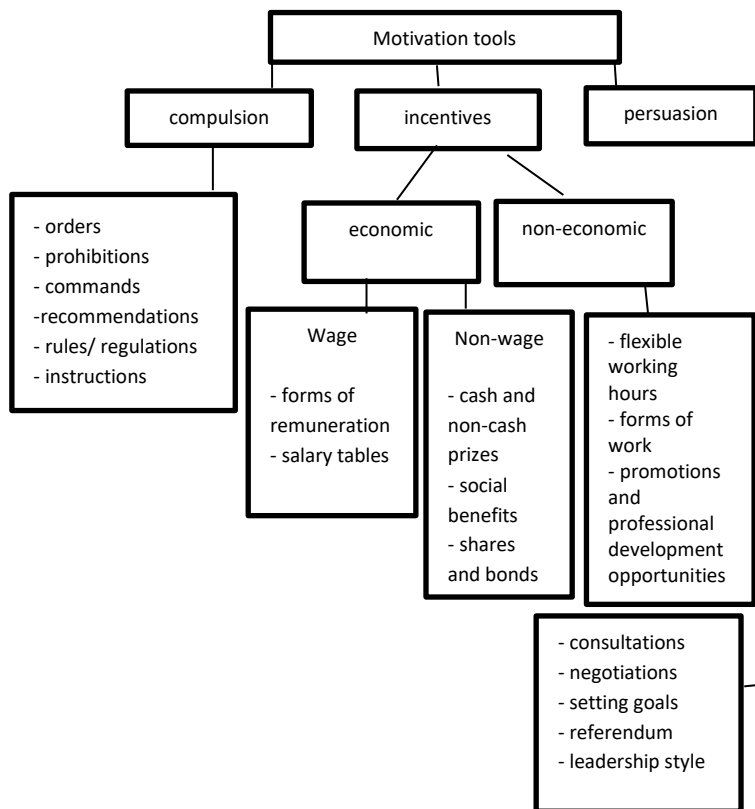 Motivation tools
compulsion
incentives
persuasion
- orders
- prohibitions
- commands
-recommendations
- rules/ regulations
- instructions
economic
non-economic
Wage
- forms of
remuneration
- salary tables
Non-wage
- cash and
non-cash
prizes
- social
benefits
- shares
and bonds
- flexible
working
hours
- forms of
work
- promotions
and
professional
development
opportunities
- consultations
- negotiations
- setting goals
- referendum
- leadership style